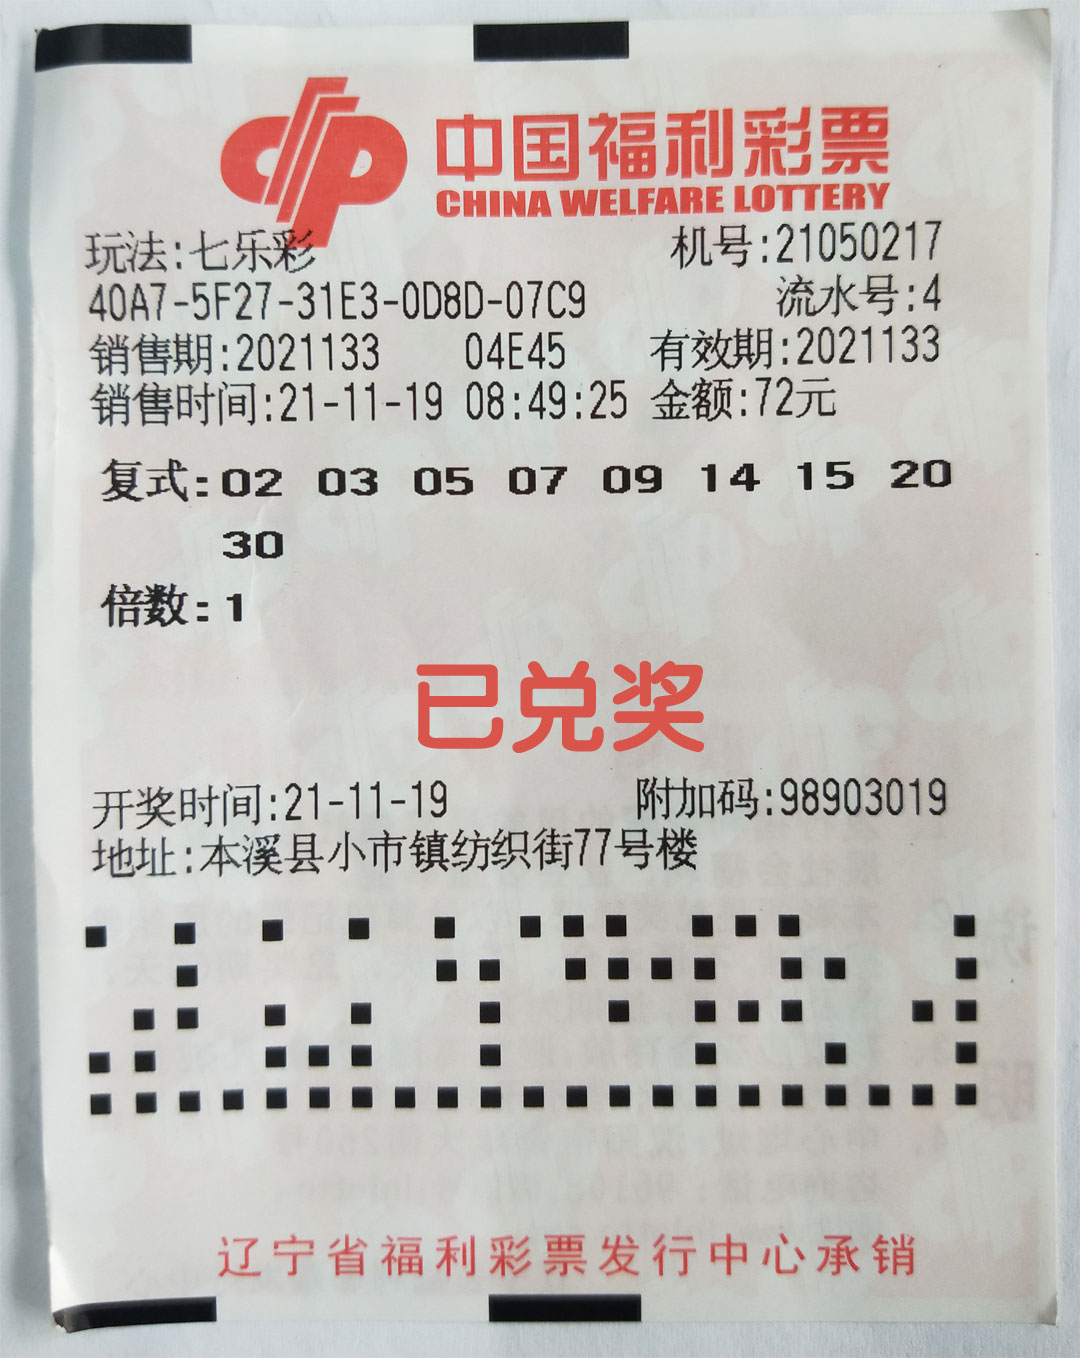 中国福利彩票
CHINA WELFARE LOTTERY
玩法:七乐彩 机号:21050217
40A7-5F27-31E3-0D8D-07C9 流水号:4
销售期:2021133 04E45 有效期:2021133
销售时间:21-11-19 08:49:25 金额:72元
复式:02 03 05 07 09 14 15 20
30
倍数:1
已兑奖
开奖时间:21-11-19 附加码:98903019
地址:本溪县小市镇纺织街77号楼
辽宁省福利彩票发行中心承销